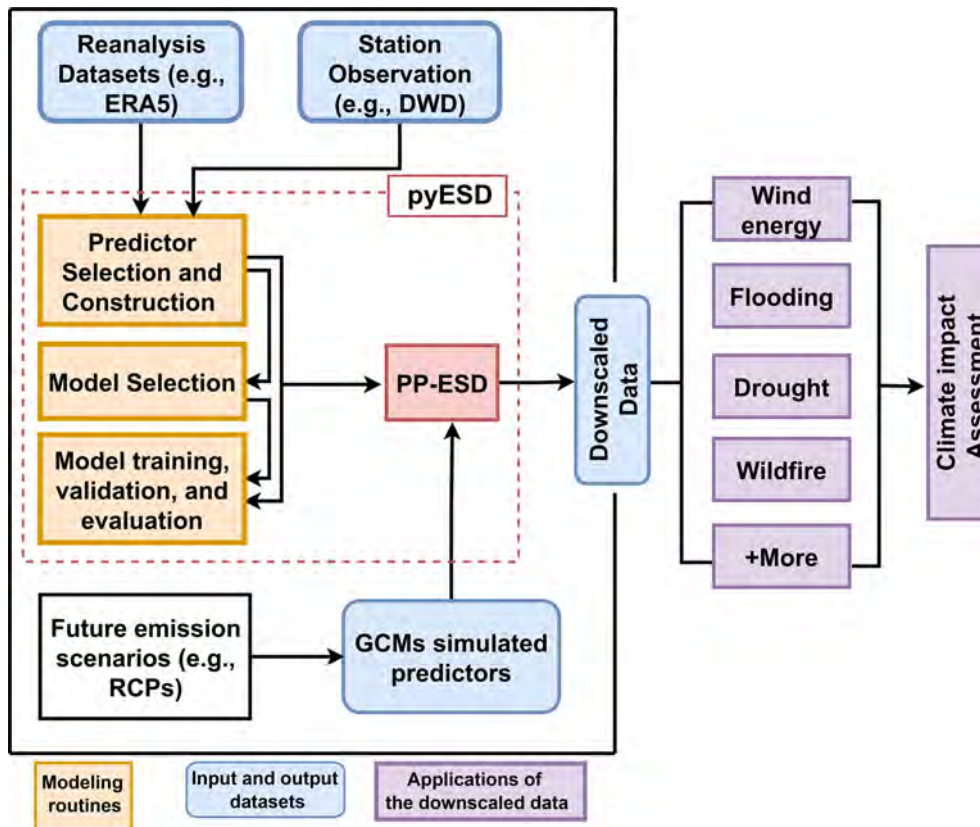 Reanalysis
Datasets (e.g.,
ERA5)
Station
Observation
(e.g., DWD)
pyESD
Predictor
Selection and
Construction
Model Selection
Model training,
validation, and
evaluation
PP-ESD
Future emission
scenarios (e.g.,
RCPs)
GCMs simulated
predictors
Downscaled
Data
Wind
energy
Flooding
Drought
Wildfire
+More
Climate impact
Assessment
Modeling
routines
Input and output
datasets
Applications of
the downscaled data